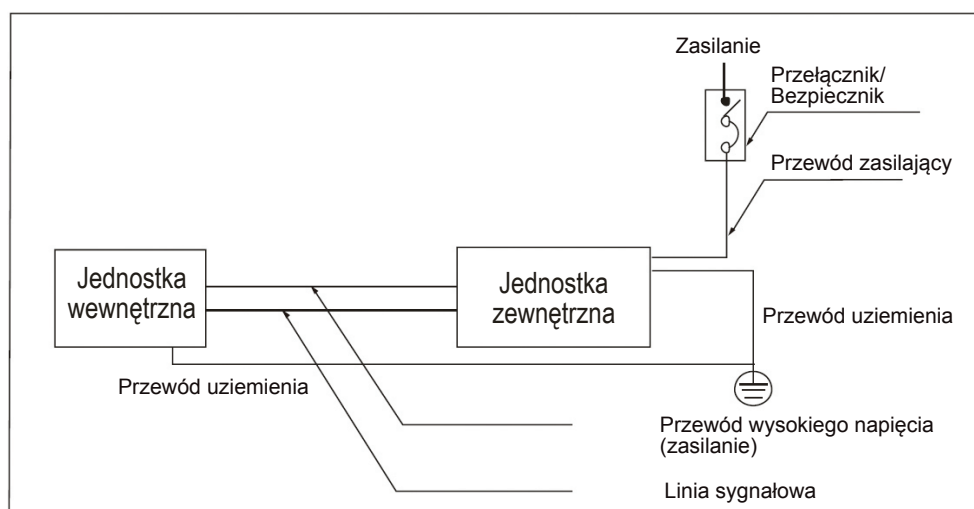 Zasilanie
Przełącznik/
Bezpiecznik
Przewód zasilający
Jednostka
wewnętrzna
Jednostka
zewnętrzna
Przewód uziemienia
Przewód uziemienia
Przewód wysokiego napięcia
(zasilanie)
Linia sygnałowa